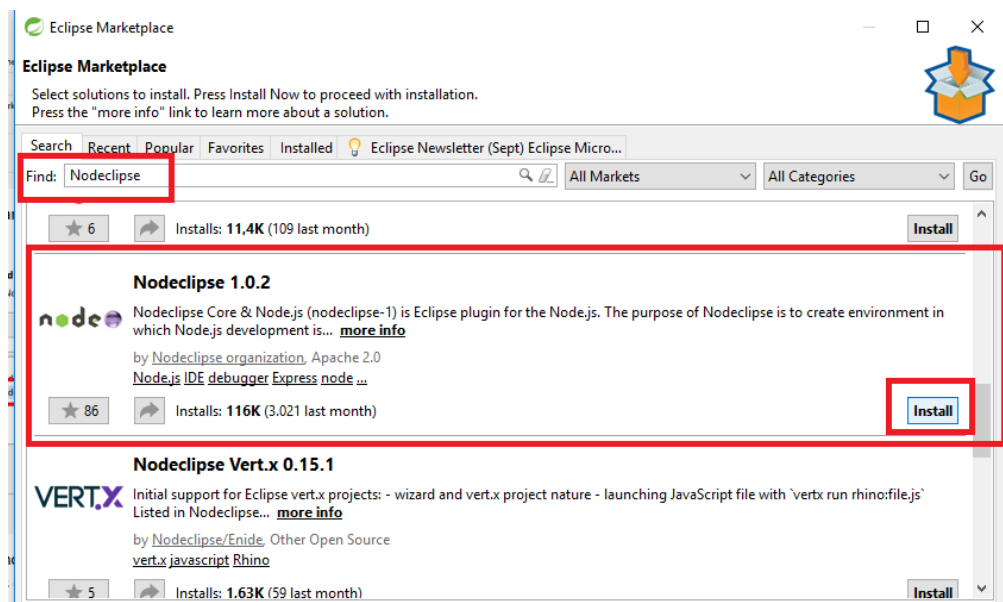 Eclipse Marketplace
Eclipse Marketplace
Select solutions to install. Press Install Now to proceed with installation.
Press the "more info" link to learn more about a solution.
Search Recent Popular Favorites Installed Eclipse Newsletter (Sept) Eclipse Micro...
Find: Nodeclipse All Markets All Categories Go
6 Installs: 11,4K (109 last month) Install
Nodeclipse 1.0.2
node
Nodeclipse Core & Node.js (nodeclipse-1) is Eclipse plugin for the Node.js. The purpose of Nodeclipse is to create environment in
which Node.js development is... more info
by Nodeclipse organization, Apache 2.0
Node.js IDE debugger Express node ...
86 Installs: 116K (3.021 last month) Install
Nodeclipse Vert.x 0.15.1
VERT.X
Initial support for Eclipse vert.x projects: - wizard and vert.x project nature - launching JavaScript file with `vertx run rhino:file.js`
Listed in Nodeclipse... more info
by Nodeclipse/Enide, Other Open Source
vert.x javascript Rhino
5 Installs: 1,63K (59 last month) Install